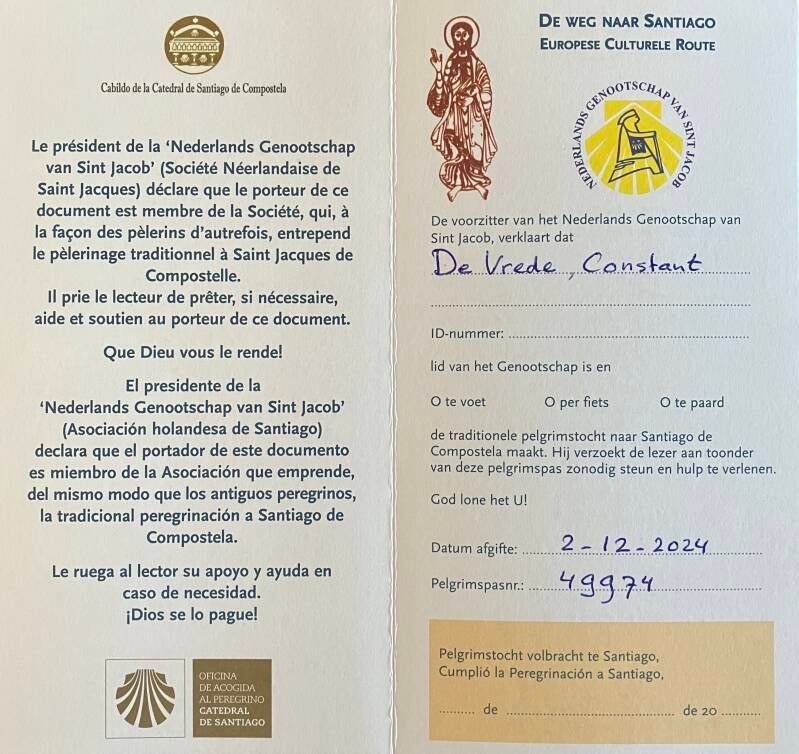 Cabildo de la Catedral de Santiago de Compostela
Le président de la ‘Nederlands Genootschap
van Sint Jacob’ (Société Néerlandaise de
Saint Jacques) déclare que le porteur de ce
document est membre de la Société, qui, à
la façon des pèlerins d’autrefois, entrepend
le pèlerinage traditionnel à Saint Jacques de
Compostelle.
Il prie le lecteur de prêter, si nécessaire,
aide et soutien au porteur de ce document.
Que Dieu vous le rende!
El presidente de la
‘Nederlands Genootschap van Sint Jacob’
(Asociación holandesa de Santiago)
declara que el portador de este documento
es miembro de la Asociación que emprende,
del mismo modo que los antiguos peregrinos,
la tradicional peregrinación a Santiago de
Compostela.
Le ruega al lector su apoyo y ayuda en
caso de necesidad.
¡Dios se lo pague!
OFICINA
DE ACOGIDA
AL PEREGRINO
CATEDRAL
DE SANTIAGO
De weg naar Santiago
Europese Culturele Route
NEDERLANDS GENOOTSCHAP VAN SINT JACOB
De voorzitter van het Nederlands Genootschap van
Sint Jacob, verklaart dat
De Vrede, Constant
ID-nummer:
lid van het Genootschap is en
O te voet O per fiets O te paard
de traditionele pelgrimstocht naar Santiago de
Compostela maakt. Hij verzoekt de lezer aan toonder
van deze pelgrimspas zonodig steun en hulp te verlenen.
God lone het U!
Datum afgifte: 2-12-2024
Pelgrimspasnr.: 49974
Pelgrimstocht volbracht te Santiago,
Cumplió la Peregrinación a Santiago,
.......... de ........................................ de 20 ..........